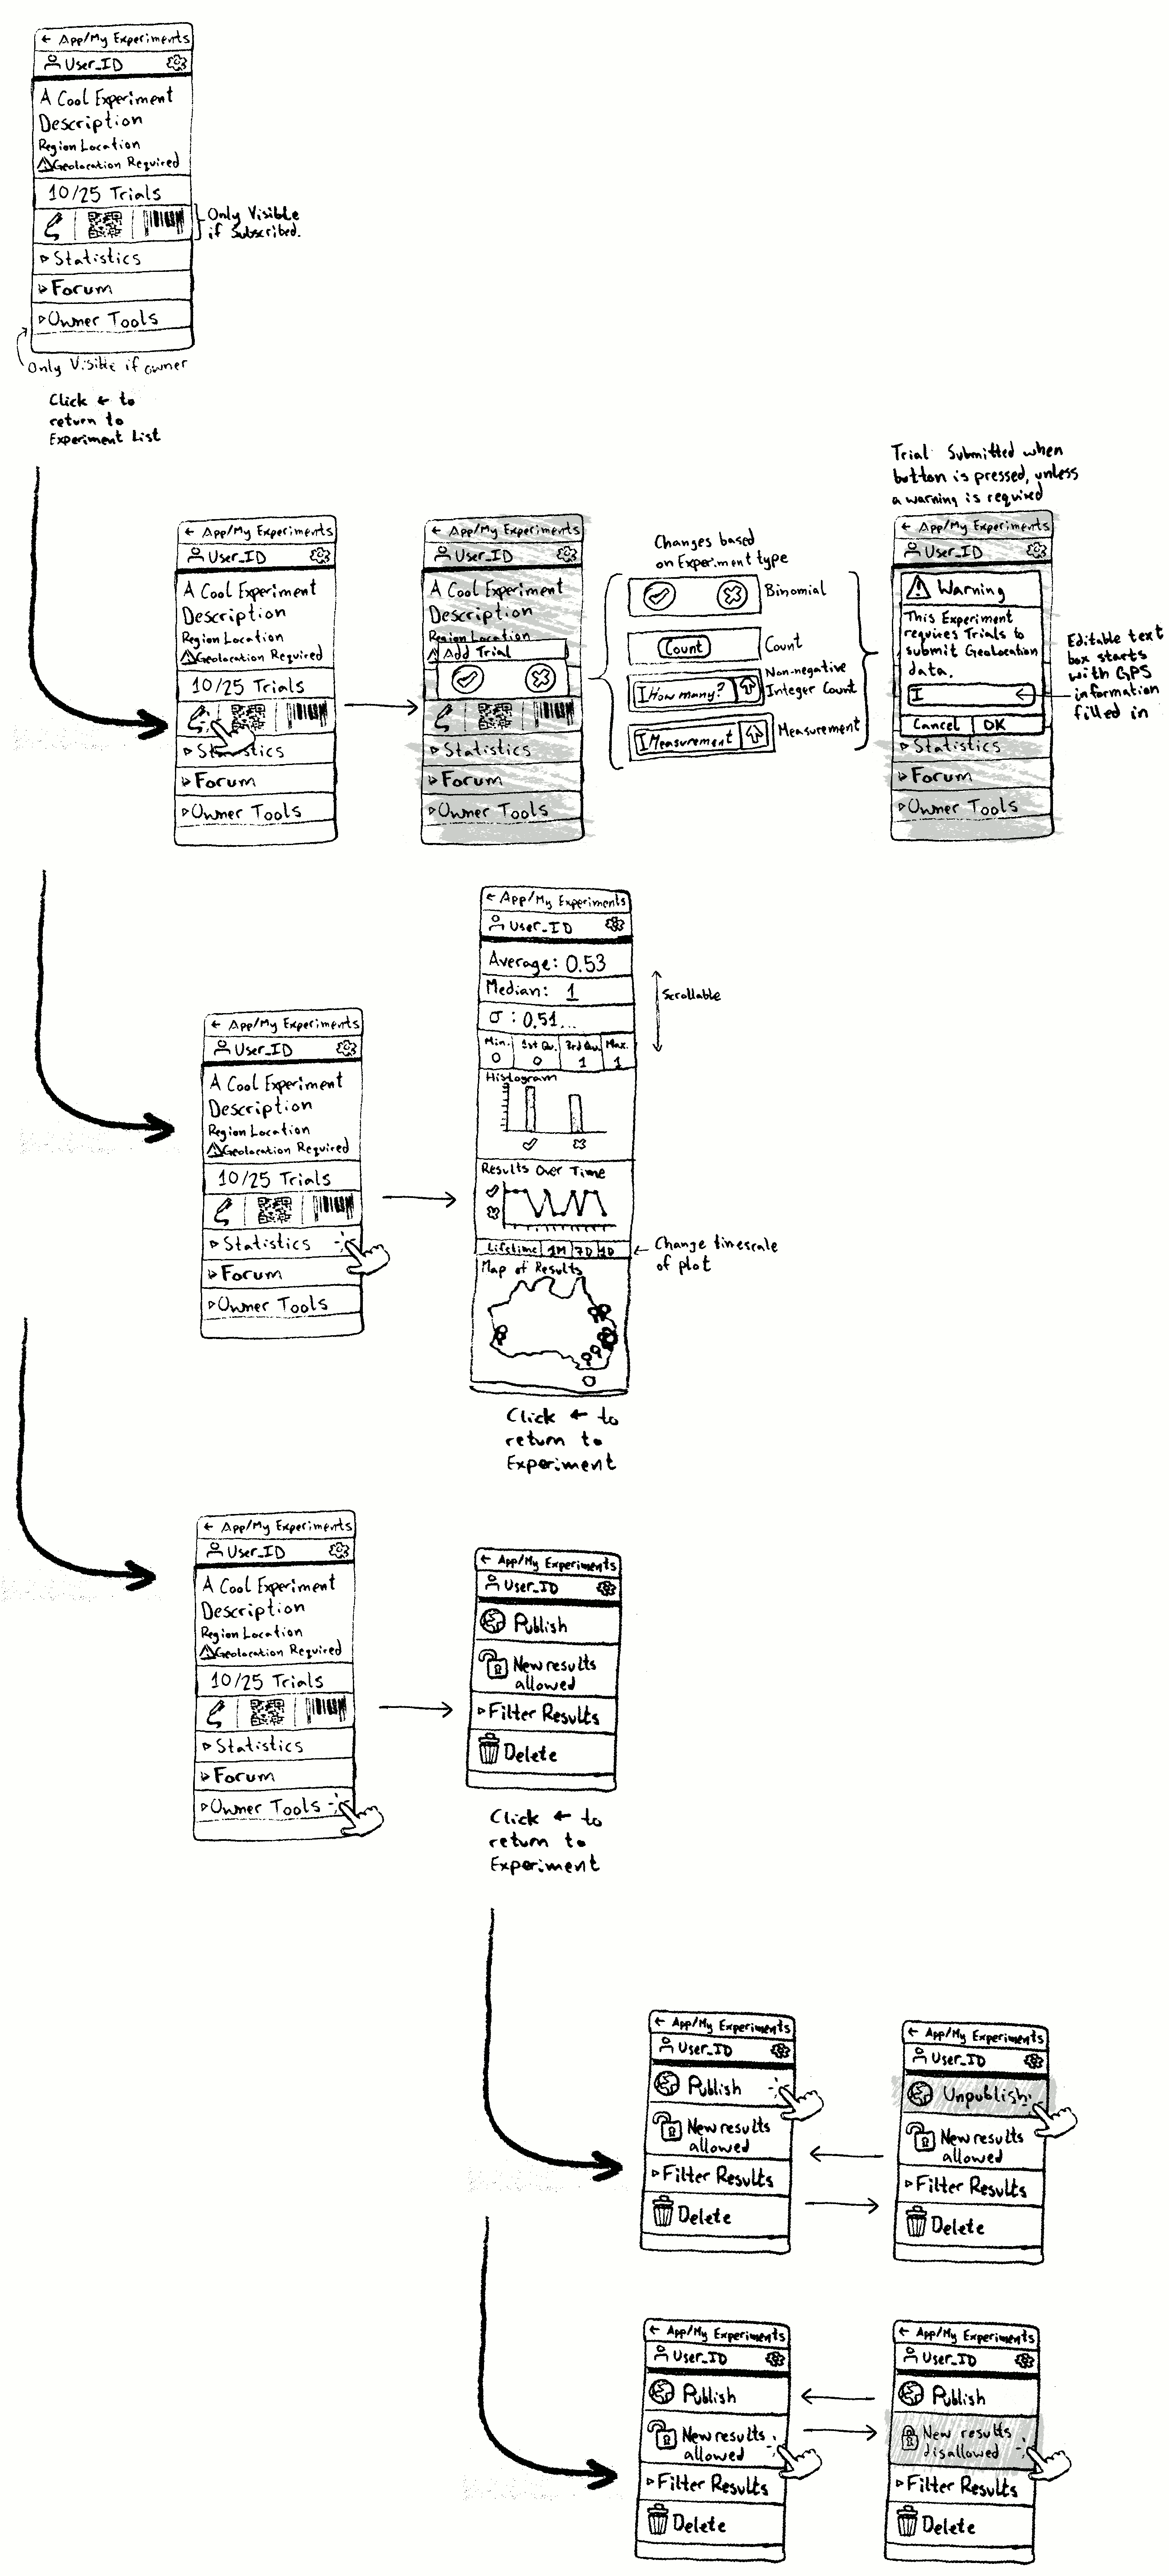 ← App/My Experiments
User_ID
A Cool Experiment
Description
Region Location
Geolocation Required
10/25 Trials
Only Visible
if Subscribed.
▹Statistics
▹Forum
▹Owner Tools
Only Visible if owner
Click ← to
return to
Experiment List
← App/My Experiments
User_ID
A Cool Experiment
Description
Region Location
Geolocation Required
10/25 Trials
▹Statistics
▹Forum
▹Owner Tools
← App/My Experiments
User_ID
A Cool Experiment
Description
Region Location
Add Trial
▹Statistics
▹Forum
▹Owner Tools
Changes based
on Experiment type
Binomial
Count
Count
How many?
Non-negative
Integer Count
Measurement
Measurement
Trial Submitted when
button is pressed, unless
a warning is required
← App/My Experiments
User_ID
Warning
This Experiment
requires Trials to
submit Geolocation
data.
I
Cancel OK
▹Statistics
▹Forum
▹Owner Tools
Editable text
box starts
with GPS
information
filled in
← App/My Experiments
User_ID
A Cool Experiment
Description
Region Location
Geolocation Required
10/25 Trials
▹Statistics
▹Forum
▹Owner Tools
← App/My Experiments
User_ID
Average: 0.53
Median: 1
σ: 0.51...
Min. 1st Qu. 3rd Qu. Max.
0 0 1 1
Scrollable
Histogram
Results Over Time
Lifetime 1M 7D 1D
← Change timescale
of plot
Map of Results
Click ← to
return to
Experiment
← App/My Experiments
User_ID
A Cool Experiment
Description
Region Location
Geolocation Required
10/25 Trials
▹Statistics
▹Forum
▹Owner Tools
← App/My Experiments
User_ID
Publish
New results
allowed
▹Filter Results
Delete
Click ← to
return to
Experiment
← App/My Experiments
User_ID
Publish
New results
allowed
▹Filter Results
Delete
← App/My Experiments
User_ID
Unpublish
New results
allowed
▹Filter Results
Delete
← App/My Experiments
User_ID
Publish
New results
allowed
▹Filter Results
Delete
← App/My Experiments
User_ID
Publish
New results
disallowed
▹Filter Results
Delete